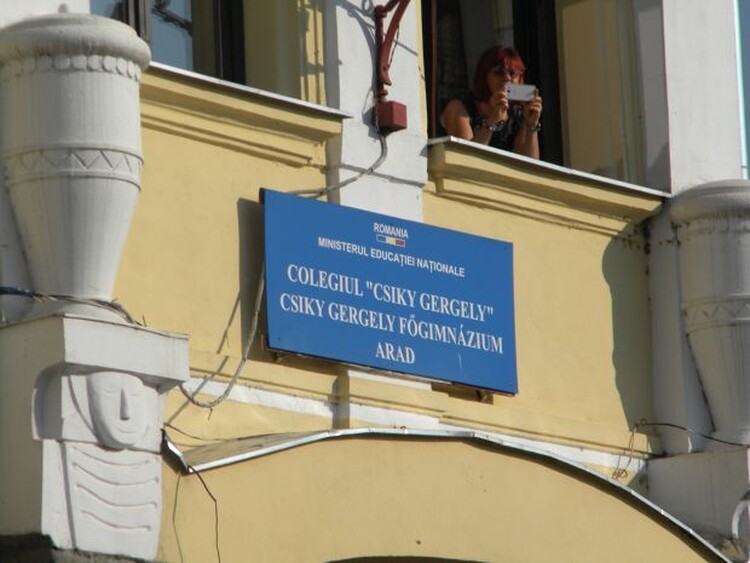 ROMANIA
MINISTERUL EDUCAȚIEI NAȚIONALE
COLEGIUL "CSIKY GERGELY"
CSIKY GERGELY FŐGIMNÁZIUM
ARAD